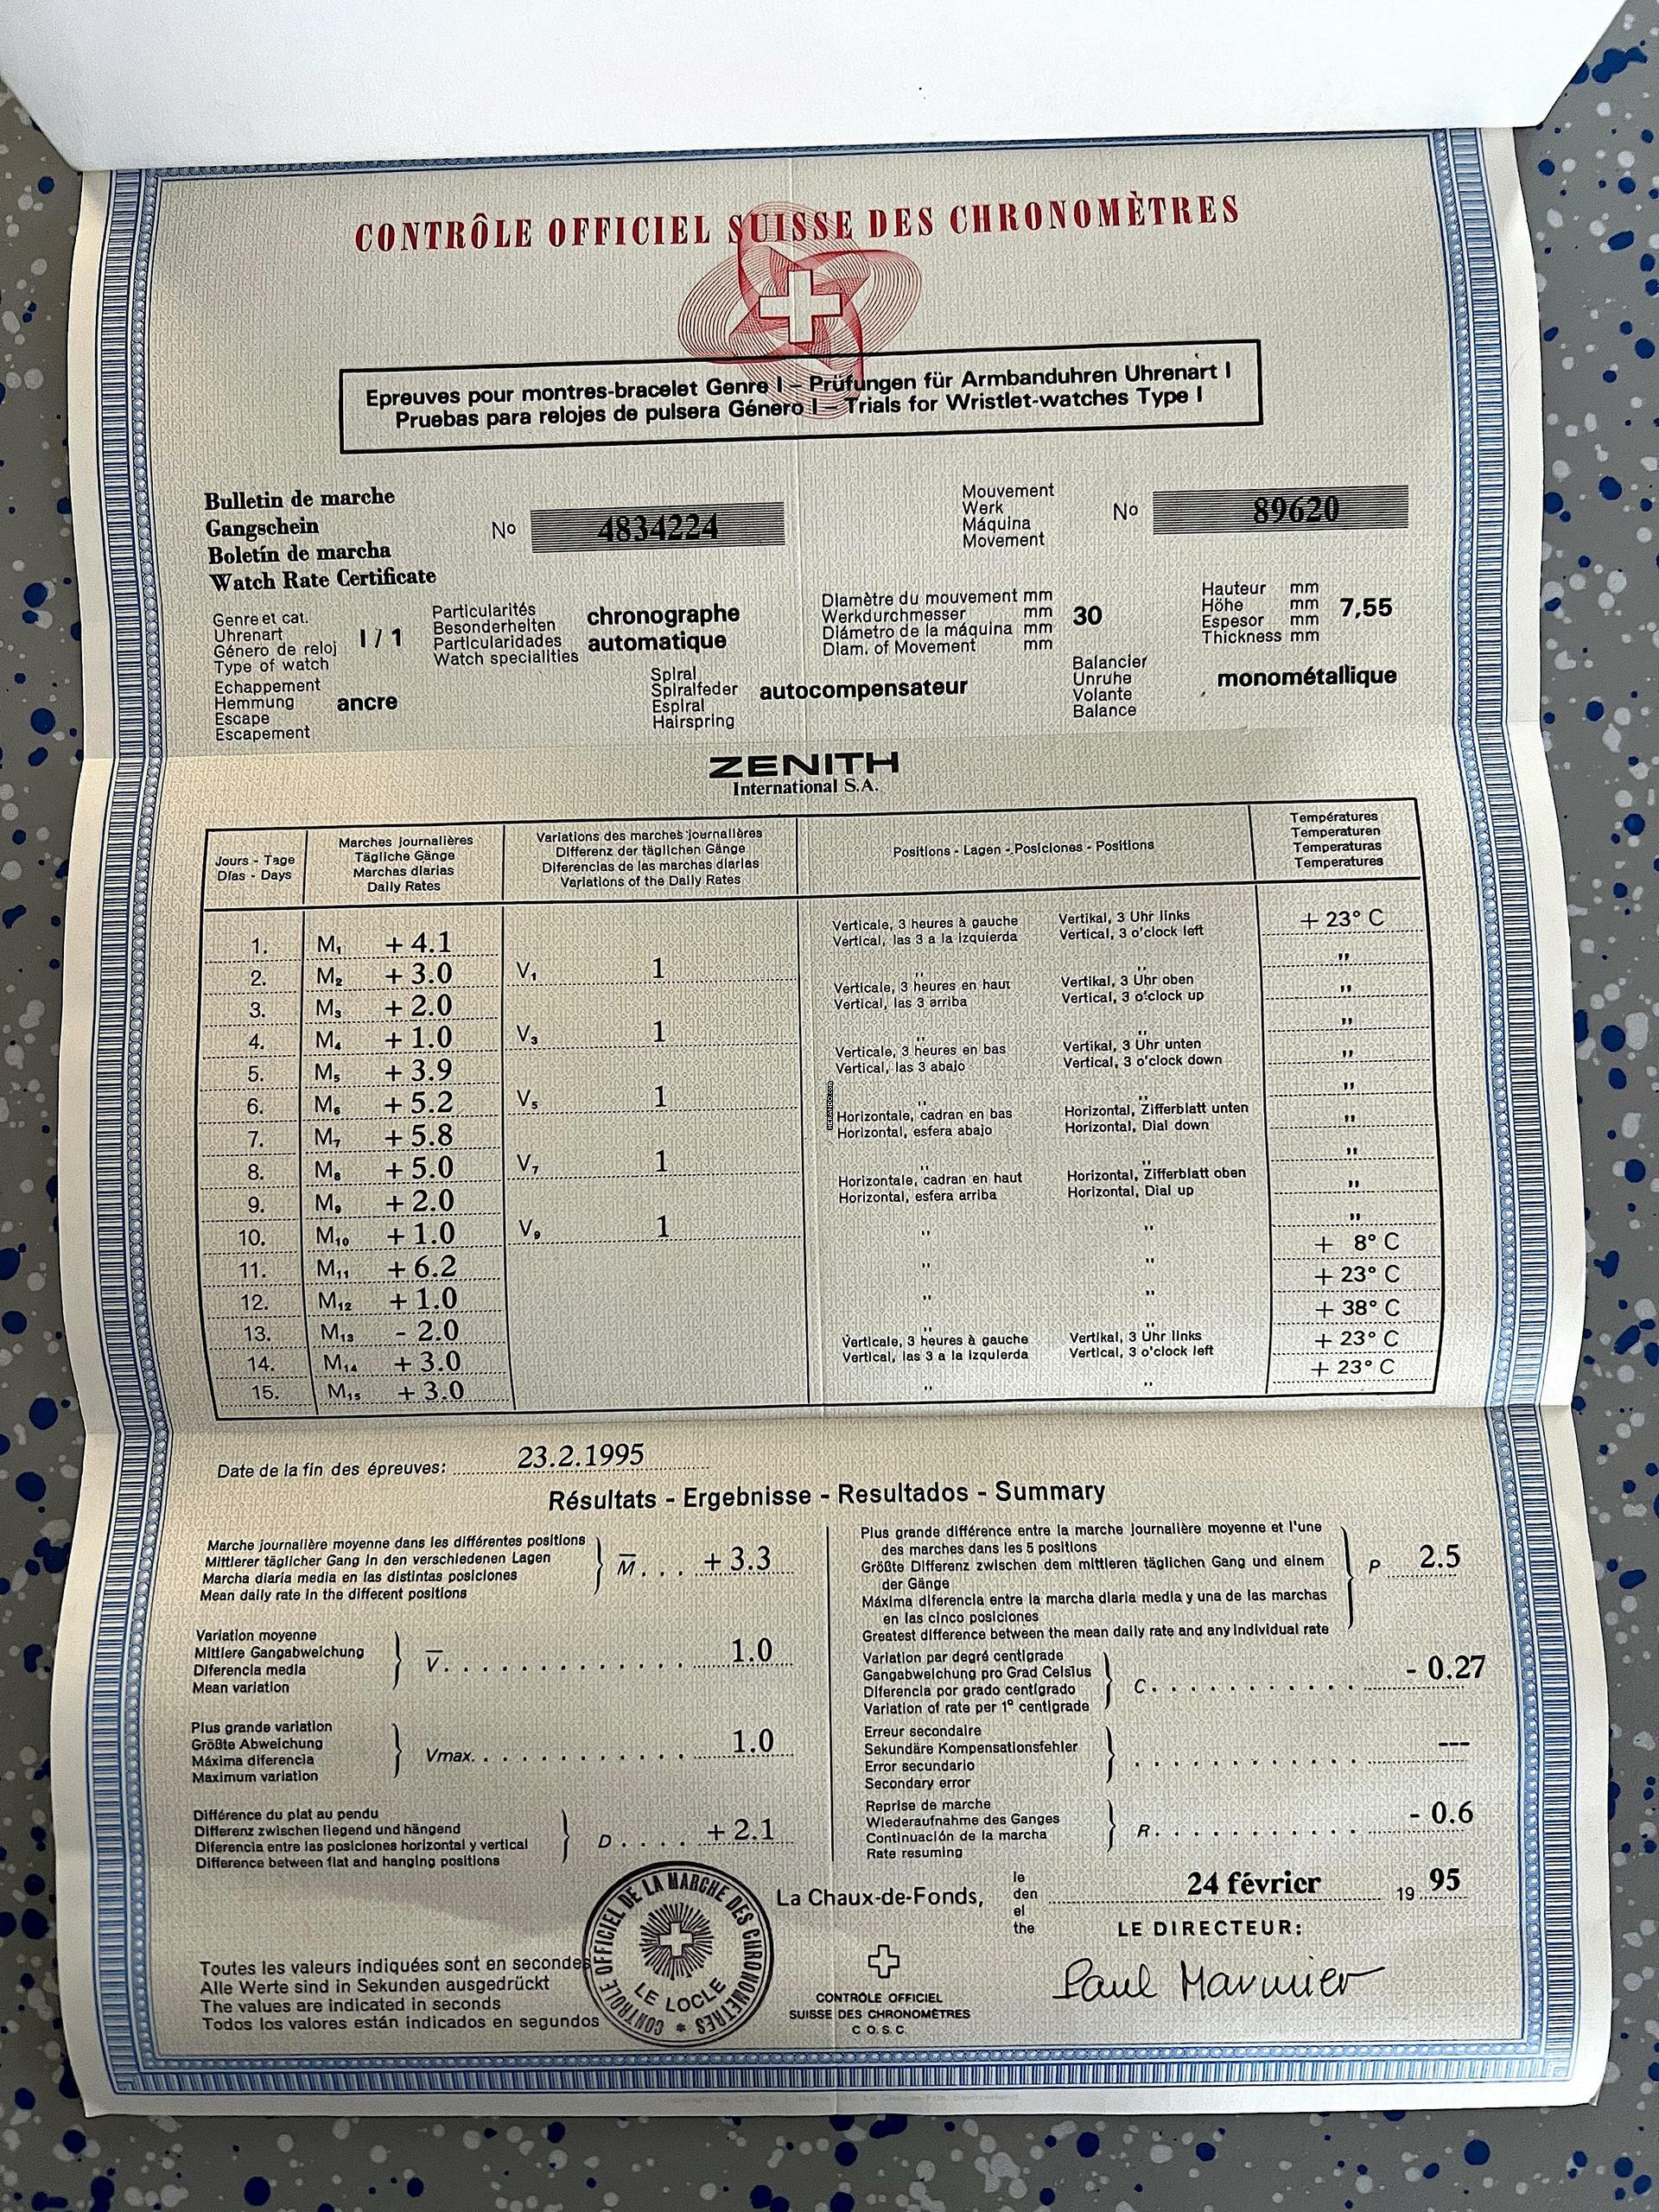 CONTRÔLE OFFICIEL SUISSE DES CHRONOMÈTRES
Epreuves pour montres-bracelet Genre I – Prüfungen für Armbanduhren Uhrenart I
Pruebas para relojes de pulsera Género I – Trials for Wristlet-watches Type I
Bulletin de marche
Gangschein
Boletín de marcha
Watch Rate Certificate
No 4834224
Mouvement
Werk
Máquina
Movement
No 89620
Genre et cat.
Uhrenart
Género de reloj
Type of watch
I / 1
Particularités
Besonderheiten
Particularidades
Watch specialities
chronographe
automatique
Diamètre du mouvement mm
Werkdurchmesser mm
Diámetro de la máquina mm
Diam. of Movement mm
30
Hauteur mm
Höhe mm
Espesor mm
Thickness mm
7,55
Echappement
Hemmung
Escape
Escapement
ancre
Spiral
Spiralfeder
Espiral
Hairspring
autocompensateur
Balancier
Unruhe
Volante
Balance
monométallique
ZENITH
International S.A.
Jours - Tage
Días - Days
Marches journalières
Tägliche Gänge
Marchas diarias
Daily Rates
Variations des marches journalières
Differenz der täglichen Gänge
Diferencias de las marchas diarias
Variations of the Daily Rates
Positions - Lagen - Posiciones - Positions
Températures
Temperaturen
Temperaturas
Temperatures
1. M₁ + 4.1
Verticale, 3 heures à gauche Vertikal, 3 Uhr links
Vertical, las 3 a la izquierda Vertical, 3 o'clock left
+ 23° C
2. M₂ + 3.0 V₁ 1 " " "
3. M₃ + 2.0
Verticale, 3 heures en haut Vertikal, 3 Uhr oben
Vertical, las 3 arriba Vertical, 3 o'clock up
"
4. M₄ + 1.0 V₃ 1 " " "
5. M₅ + 3.9
Verticale, 3 heures en bas Vertikal, 3 Uhr unten
Vertical, las 3 abajo Vertical, 3 o'clock down
"
6. M₆ + 5.2 V₅ 1 " " "
7. M₇ + 5.8
Horizontale, cadran en bas Horizontal, Zifferblatt unten
Horizontal, esfera abajo Horizontal, Dial down
"
8. M₈ + 5.0 V₇ 1 " " "
9. M₉ + 2.0
Horizontale, cadran en haut Horizontal, Zifferblatt oben
Horizontal, esfera arriba Horizontal, Dial up
"
10. M₁₀ + 1.0 V₉ 1 " " "
11. M₁₁ + 6.2 " " + 8° C
12. M₁₂ + 1.0 " " + 23° C
13. M₁₃ - 2.0 " " + 38° C
14. M₁₄ + 3.0
Verticale, 3 heures à gauche Vertikal, 3 Uhr links
Vertical, las 3 a la izquierda Vertical, 3 o'clock left
+ 23° C
15. M₁₅ + 3.0 " " + 23° C
Date de la fin des épreuves: 23.2.1995
Résultats - Ergebnisse - Resultados - Summary
Marche journalière moyenne dans les différentes positions
Mittlerer täglicher Gang in den verschiedenen Lagen
Marcha diaria media en las distintas posiciones
Mean daily rate in the different positions
M̅ . . . + 3.3
Variation moyenne
Mittlere Gangabweichung
Diferencia media
Mean variation
V̅ . . . 1.0
Plus grande variation
Größte Abweichung
Máxima diferencia
Maximum variation
Vmax. . . 1.0
Différence du plat au pendu
Differenz zwischen liegend und hängend
Diferencia entre las posiciones horizontal y vertical
Difference between flat and hanging positions
D . . . . + 2.1
Plus grande différence entre la marche journalière moyenne et l'une
des marches dans les 5 positions
Größte Differenz zwischen dem mittleren täglichen Gang und einem
der Gänge
Máxima diferencia entre la marcha diaria media y una de las marchas
en las cinco posiciones
Greatest difference between the mean daily rate and any individual rate
P 2.5
Variation par degré centigrade
Gangabweichung pro Grad Celsius
Diferencia por grado centígrado
Variation of rate per 1° centigrade
C . . . - 0.27
Erreur secondaire
Sekundäre Kompensationsfehler
Error secundario
Secondary error
---
Reprise de marche
Wiederaufnahme des Ganges
Continuación de la marcha
Rate resuming
R . . . - 0.6
La Chaux-de-Fonds,
le
den
el
the
24 février 19 95
LE DIRECTEUR:
Paul Marmier
Toutes les valeurs indiquées sont en secondes
Alle Werte sind in Sekunden ausgedrückt
The values are indicated in seconds
Todos los valores están indicados en segundos
CONTROLE OFFICIEL DE LA MARCHE DES CHRONOMETRES
LE LOCLE
CONTRÔLE OFFICIEL
SUISSE DES CHRONOMÈTRES
C.O.S.C.